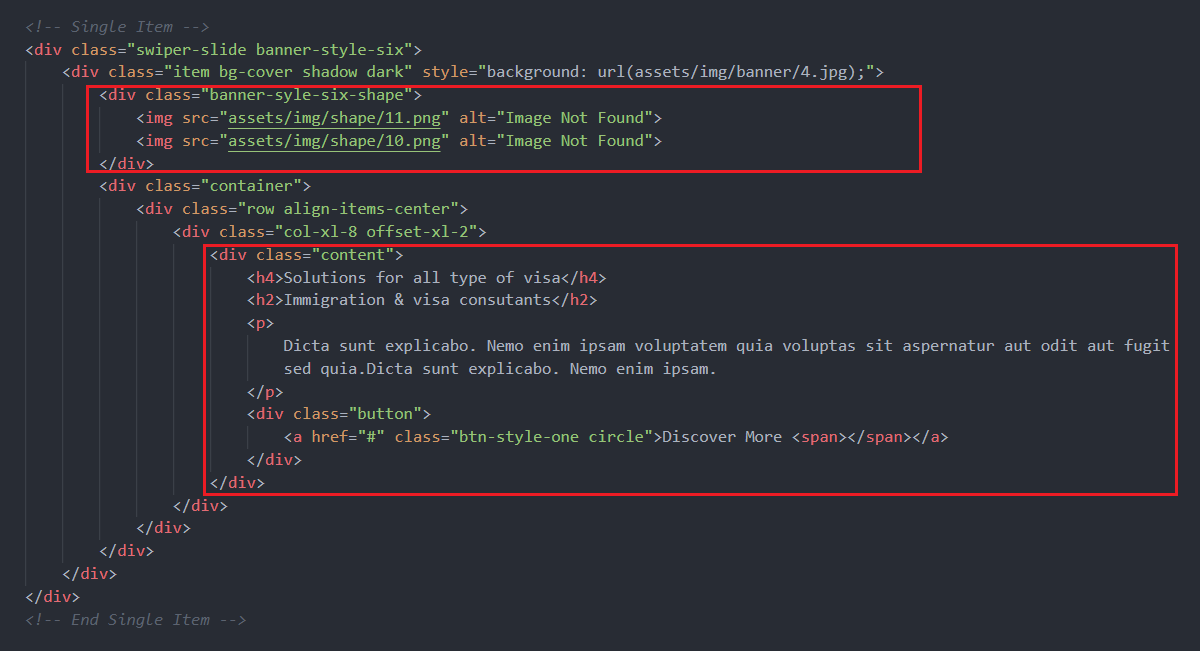 <!-- Single Item -->
<div class="swiper-slide banner-style-six">
<div class="item bg-cover shadow dark" style="background: url(assets/img/banner/4.jpg);">
<div class="banner-syle-six-shape">
<img src="assets/img/shape/11.png" alt="Image Not Found">
<img src="assets/img/shape/10.png" alt="Image Not Found">
</div>
<div class="container">
<div class="row align-items-center">
<div class="col-xl-8 offset-xl-2">
<div class="content">
<h4>Solutions for all type of visa</h4>
<h2>Immigration & visa consutants</h2>
<p>
Dicta sunt explicabo. Nemo enim ipsam voluptatem quia voluptas sit aspernatur aut odit aut fugit
sed quia.Dicta sunt explicabo. Nemo enim ipsam.
</p>
<div class="button">
<a href="#" class="btn-style-one circle">Discover More <span></span></a>
</div>
</div>
</div>
</div>
</div>
</div>
</div>
<!-- End Single Item -->